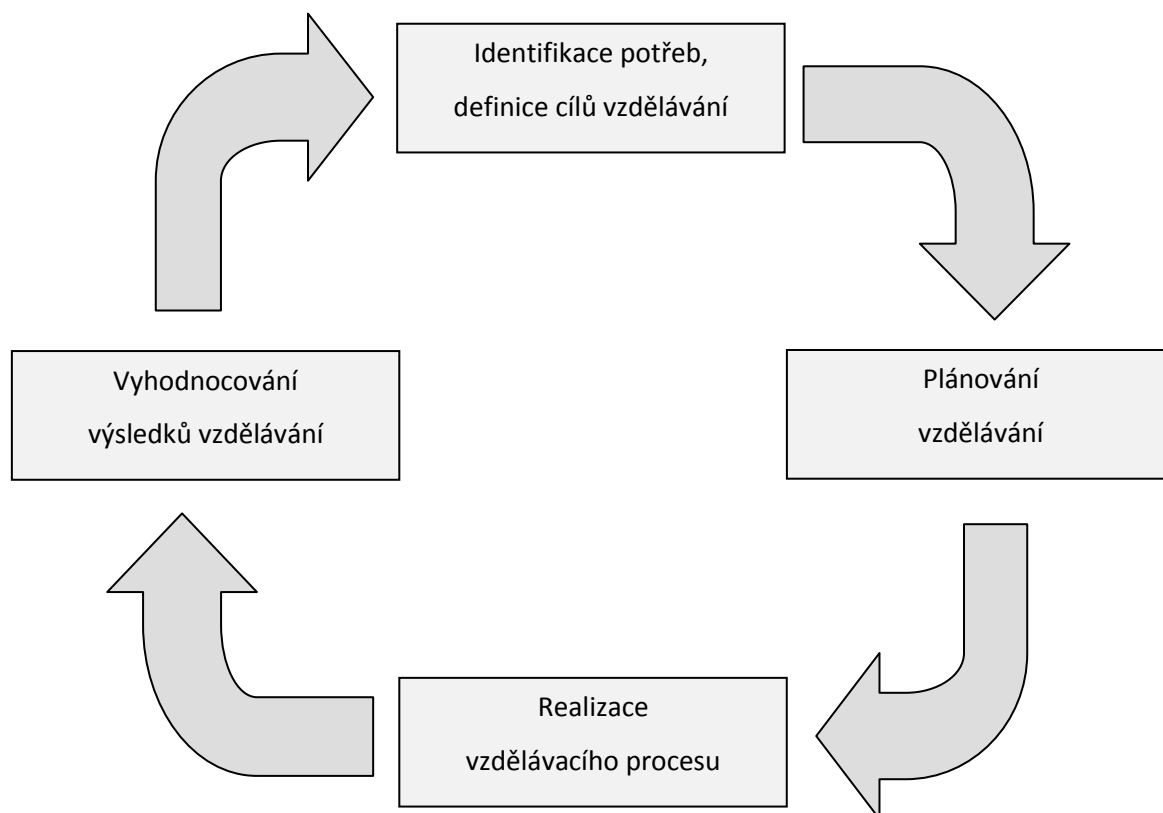 Identifikace potřeb,
definice cílů vzdělávání
Vyhodnocování
výsledků vzdělávání
Plánování
vzdělávání
Realizace
vzdělávacího procesu